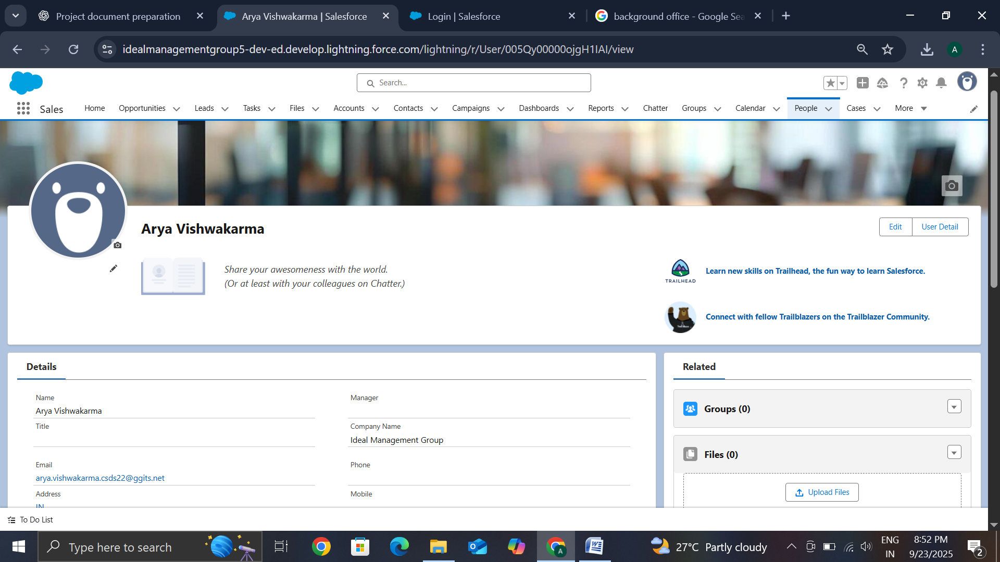 Project document preparation
Arya Vishwakarma | Salesforce
Login | Salesforce
background office - Google Sea
idealmanagementgroup5-dev-ed.develop.lightning.force.com/lightning/r/User/005Qy00000ojgH1IAI/view
A
Search...
Sales
Home
Opportunities
Leads
Tasks
Files
Accounts
Contacts
Campaigns
Dashboards
Reports
Chatter
Groups
Calendar
People
Cases
More
Arya Vishwakarma
Edit
User Detail
Share your awesomeness with the world.
(Or at least with your colleagues on Chatter.)
TRAILHEAD
Learn new skills on Trailhead, the fun way to learn Salesforce.
Connect with fellow Trailblazers on the Trailblazer Community.
Details
Related
Name
Arya Vishwakarma
Manager
Title
Company Name
Ideal Management Group
Email
arya.vishwakarma.csds22@ggits.net
Phone
Address
IN
Mobile
Groups (0)
Files (0)
Upload Files
To Do List
Type here to search
A
27°C Partly cloudy
ENG
IN
8:52 PM
9/23/2025
2